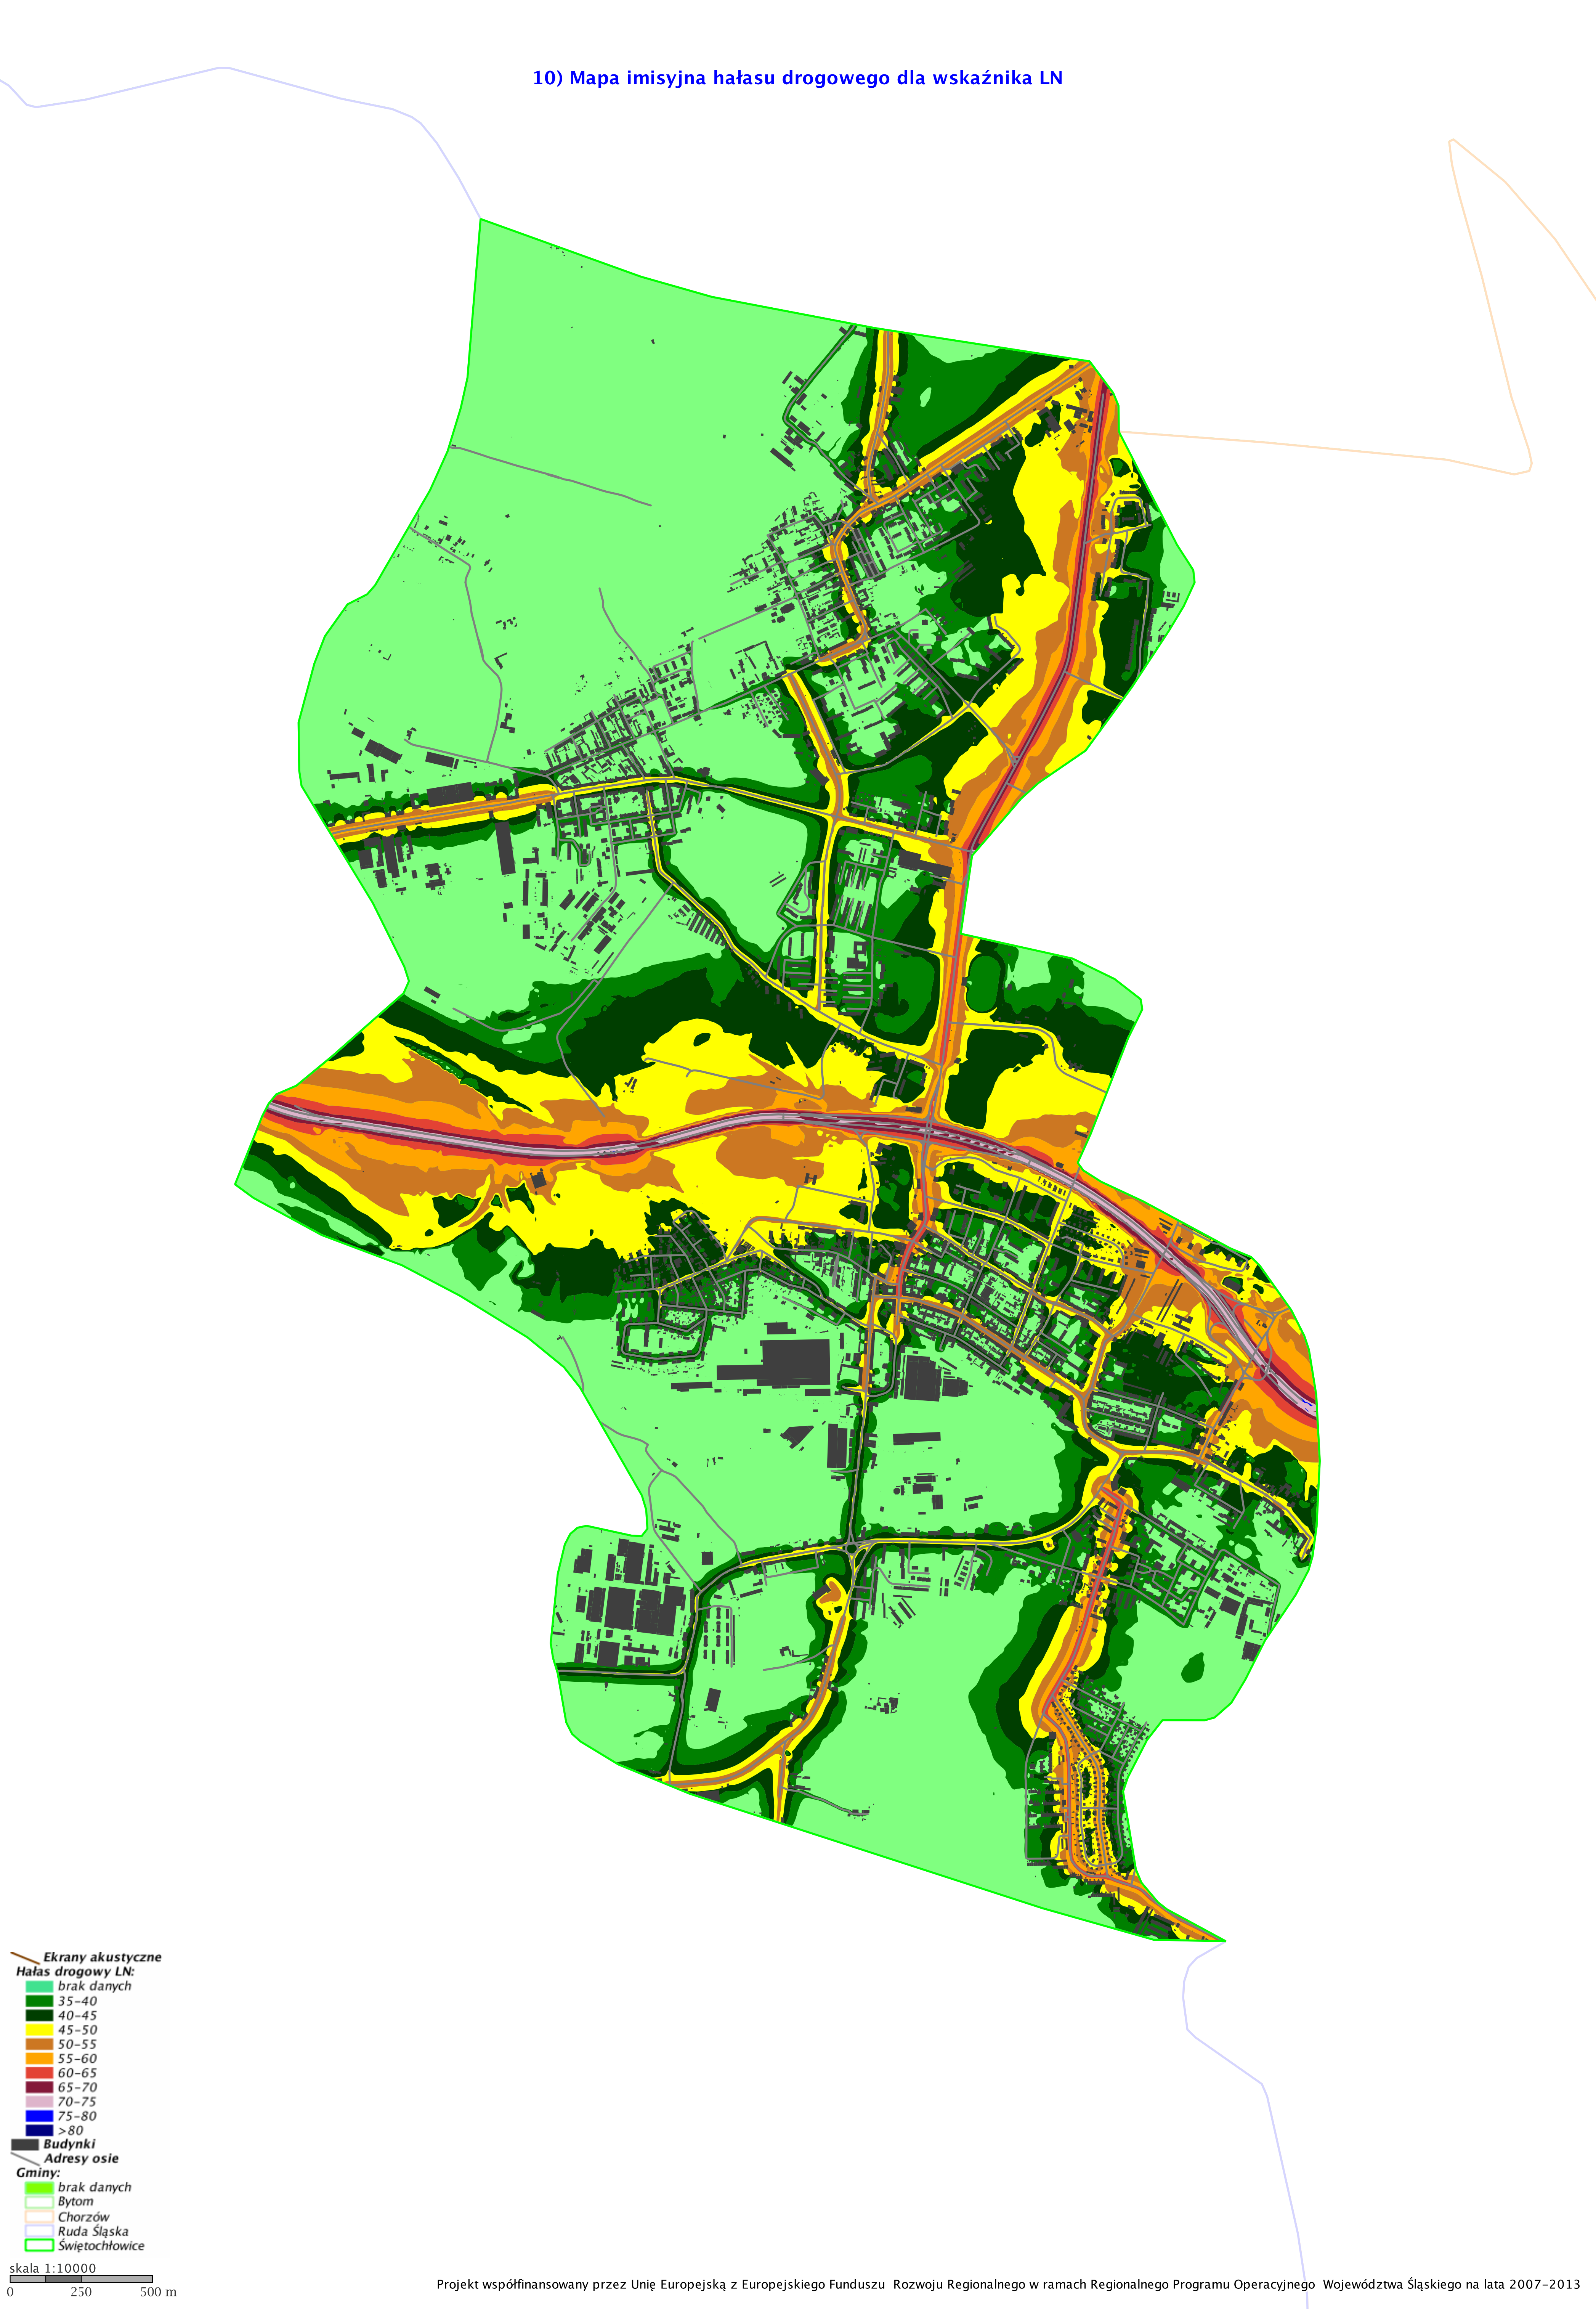 10) Mapa imisyjna hałasu drogowego dla wskaźnika LN
Ekrany akustyczne
Hałas drogowy LN:
brak danych
35-40
40-45
45-50
50-55
55-60
60-65
65-70
70-75
75-80
>80
Budynki
Adresy osie
Gminy:
brak danych
Bytom
Chorzów
Ruda Śląska
Świętochłowice
skala 1:10000
0 250 500 m
Projekt współfinansowany przez Unię Europejską z Europejskiego Funduszu Rozwoju Regionalnego w ramach Regionalnego Programu Operacyjnego Województwa Śląskiego na lata 2007-2013